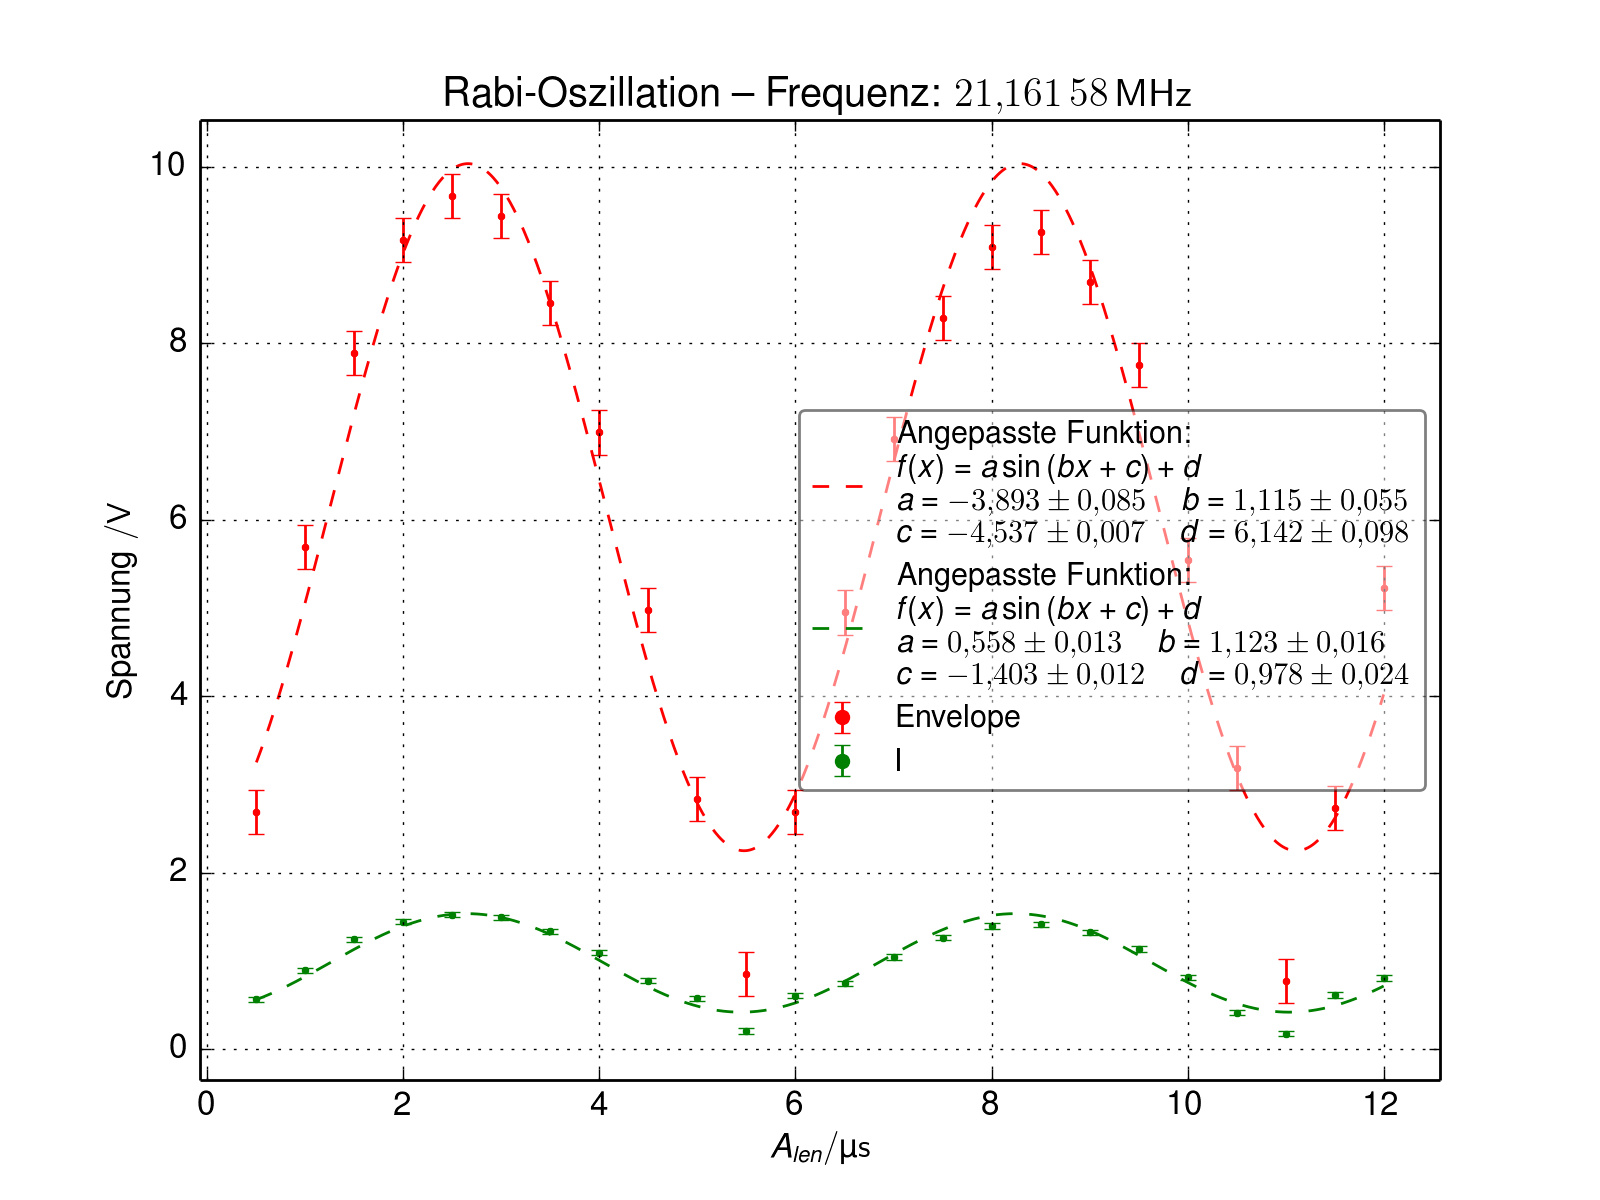 Rabi-Oszillation – Frequenz: 21,161 58 MHz
10
8
6
4
2
0
Spannung /V
Angepasste Funktion:
f(x) = a sin (bx + c) + d
a = −3,893 ± 0,085 b = 1,115 ± 0,055
c = −4,537 ± 0,007 d = 6,142 ± 0,098
Angepasste Funktion:
f(x) = a sin (bx + c) + d
a = 0,558 ± 0,013 b = 1,123 ± 0,016
c = −1,403 ± 0,012 d = 0,978 ± 0,024
Envelope
I
0 2 4 6 8 10 12
A_len/µs